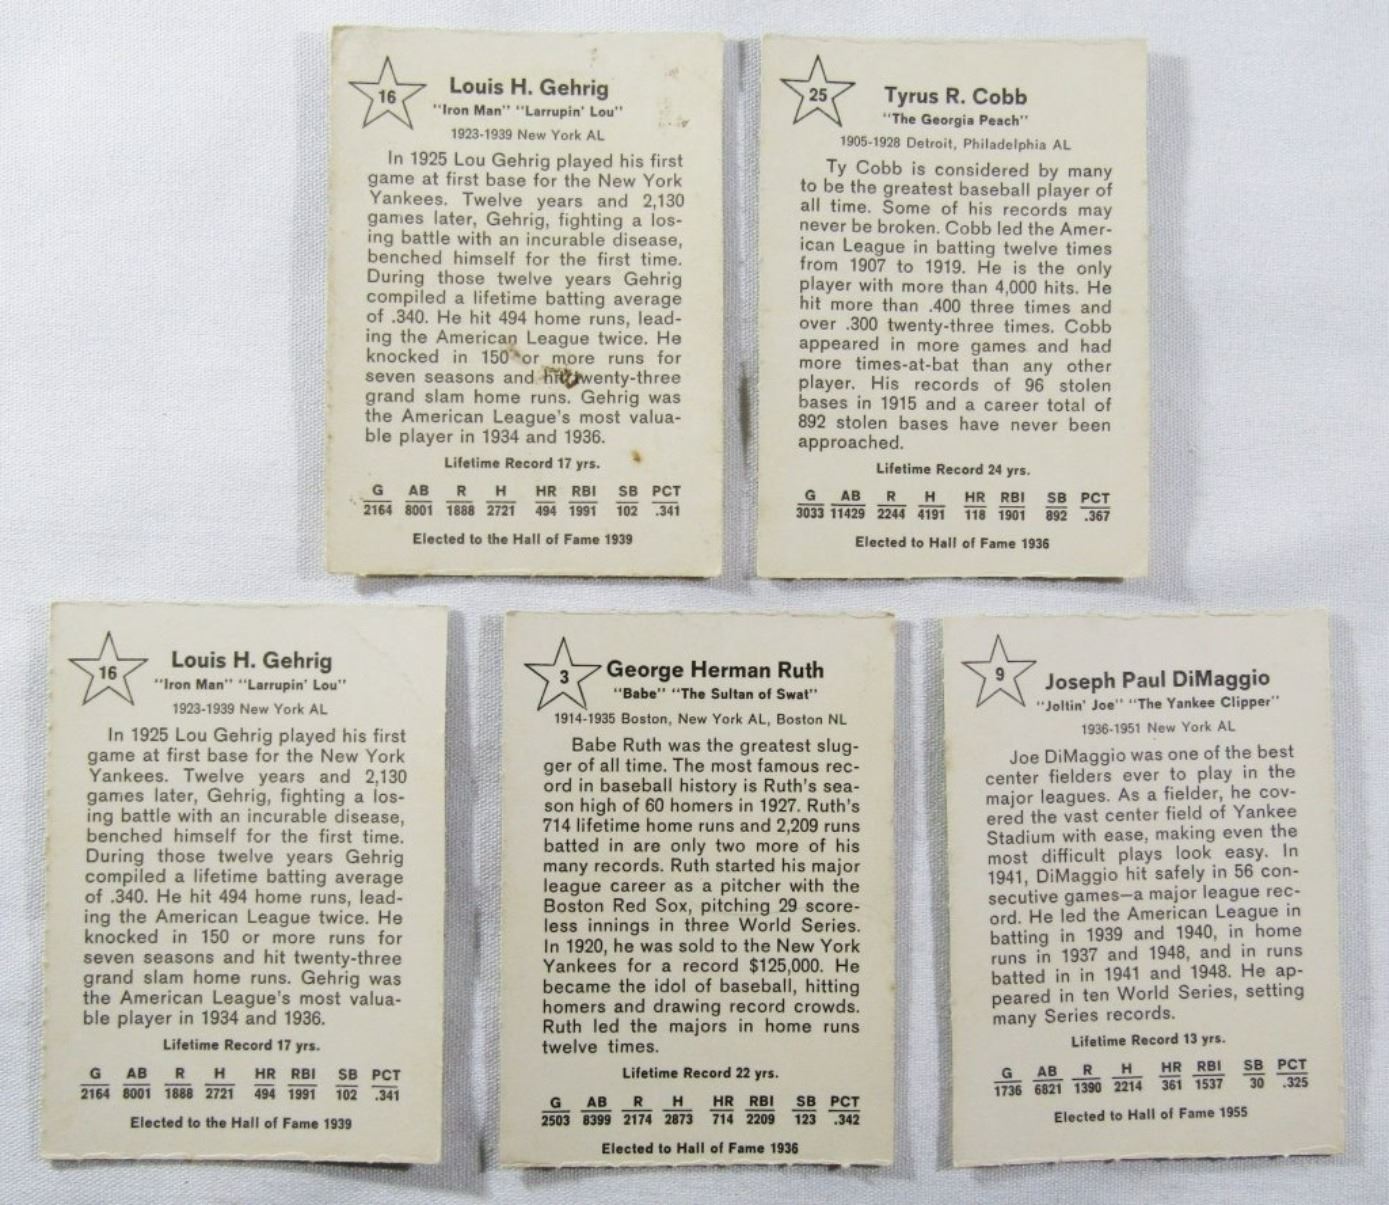 16
Louis H. Gehrig
"Iron Man" "Larrupin' Lou"
1923-1939 New York AL
In 1925 Lou Gehrig played his first
game at first base for the New York
Yankees. Twelve years and 2,130
games later, Gehrig, fighting a los-
ing battle with an incurable disease,
benched himself for the first time.
During those twelve years Gehrig
compiled a lifetime batting average
of .340. He hit 494 home runs, lead-
ing the American League twice. He
knocked in 150 or more runs for
seven seasons and hit twenty-three
grand slam home runs. Gehrig was
the American League's most valua-
ble player in 1934 and 1936.
Lifetime Record 17 yrs.
G AB R H HR RBI SB PCT
2164 8001 1888 2721 494 1991 102 .341
Elected to the Hall of Fame 1939
25
Tyrus R. Cobb
"The Georgia Peach"
1905-1928 Detroit, Philadelphia AL
Ty Cobb is considered by many
to be the greatest baseball player of
all time. Some of his records may
never be broken. Cobb led the Amer-
ican League in batting twelve times
from 1907 to 1919. He is the only
player with more than 4,000 hits. He
hit more than .400 three times and
over .300 twenty-three times. Cobb
appeared in more games and had
more times-at-bat than any other
player. His records of 96 stolen
bases in 1915 and a career total of
892 stolen bases have never been
approached.
Lifetime Record 24 yrs.
G AB R H HR RBI SB PCT
3033 11429 2244 4191 118 1901 892 .367
Elected to Hall of Fame 1936
16
Louis H. Gehrig
"Iron Man" "Larrupin' Lou"
1923-1939 New York AL
In 1925 Lou Gehrig played his first
game at first base for the New York
Yankees. Twelve years and 2,130
games later, Gehrig, fighting a los-
ing battle with an incurable disease,
benched himself for the first time.
During those twelve years Gehrig
compiled a lifetime batting average
of .340. He hit 494 home runs, lead-
ing the American League twice. He
knocked in 150 or more runs for
seven seasons and hit twenty-three
grand slam home runs. Gehrig was
the American League's most valua-
ble player in 1934 and 1936.
Lifetime Record 17 yrs.
G AB R H HR RBI SB PCT
2164 8001 1888 2721 494 1991 102 .341
Elected to the Hall of Fame 1939
3
George Herman Ruth
"Babe" "The Sultan of Swat"
1914-1935 Boston, New York AL, Boston NL
Babe Ruth was the greatest slug-
ger of all time. The most famous rec-
ord in baseball history is Ruth's sea-
son high of 60 homers in 1927. Ruth's
714 lifetime home runs and 2,209 runs
batted in are only two more of his
many records. Ruth started his major
league career as a pitcher with the
Boston Red Sox, pitching 29 score-
less innings in three World Series.
In 1920, he was sold to the New York
Yankees for a record $125,000. He
became the idol of baseball, hitting
homers and drawing record crowds.
Ruth led the majors in home runs
twelve times.
Lifetime Record 22 yrs.
G AB R H HR RBI SB PCT
2503 8399 2174 2873 714 2209 123 .342
Elected to Hall of Fame 1936
9
Joseph Paul DiMaggio
"Joltin' Joe" "The Yankee Clipper"
1936-1951 New York AL
Joe DiMaggio was one of the best
center fielders ever to play in the
major leagues. As a fielder, he cov-
ered the vast center field of Yankee
Stadium with ease, making even the
most difficult plays look easy. In
1941, DiMaggio hit safely in 56 con-
secutive games—a major league rec-
ord. He led the American League in
batting in 1939 and 1940, in home
runs in 1937 and 1948, and in runs
batted in in 1941 and 1948. He ap-
peared in ten World Series, setting
many Series records.
Lifetime Record 13 yrs.
G AB R H HR RBI SB PCT
1736 6821 1390 2214 361 1537 30 .325
Elected to Hall of Fame 1955